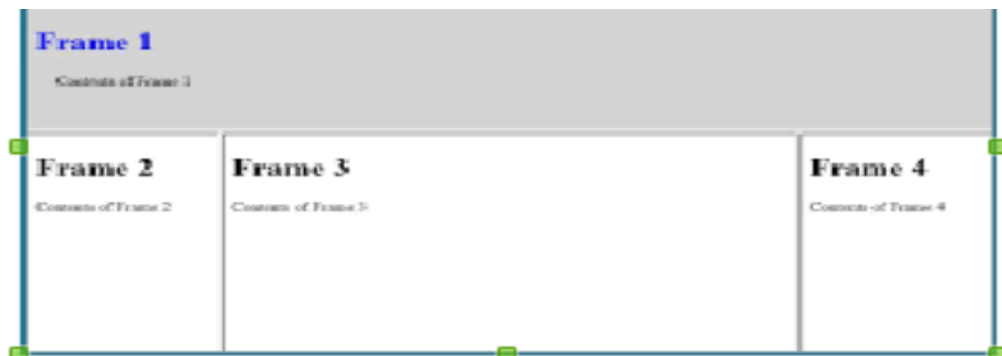 Frame 1
Contents of Frame 1
Frame 2
Contents of Frame 2
Frame 3
Contents of Frame 3
Frame 4
Contents of Frame 4